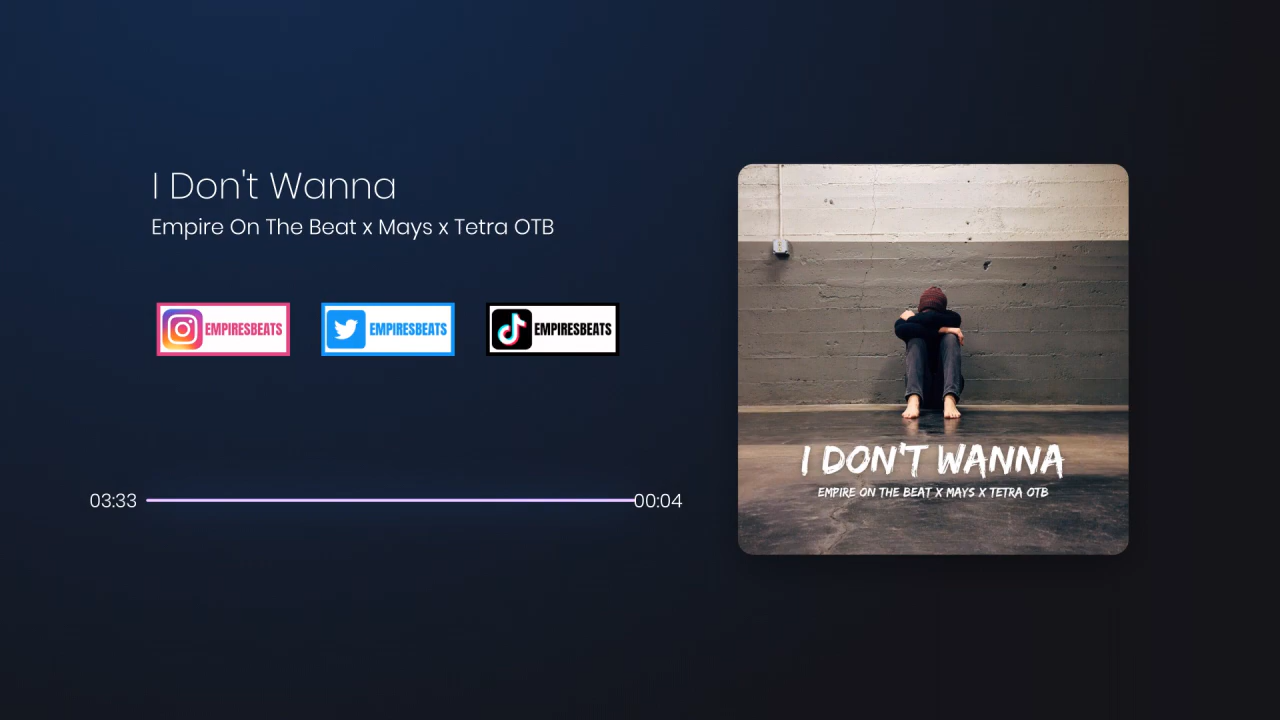 I Don't Wanna
Empire On The Beat x Mays x Tetra OTB
EMPIRESBEATS
EMPIRESBEATS
EMPIRESBEATS
03:33
00:04
I DON'T WANNA
EMPIRE ON THE BEAT X MAYS X TETRA OTB